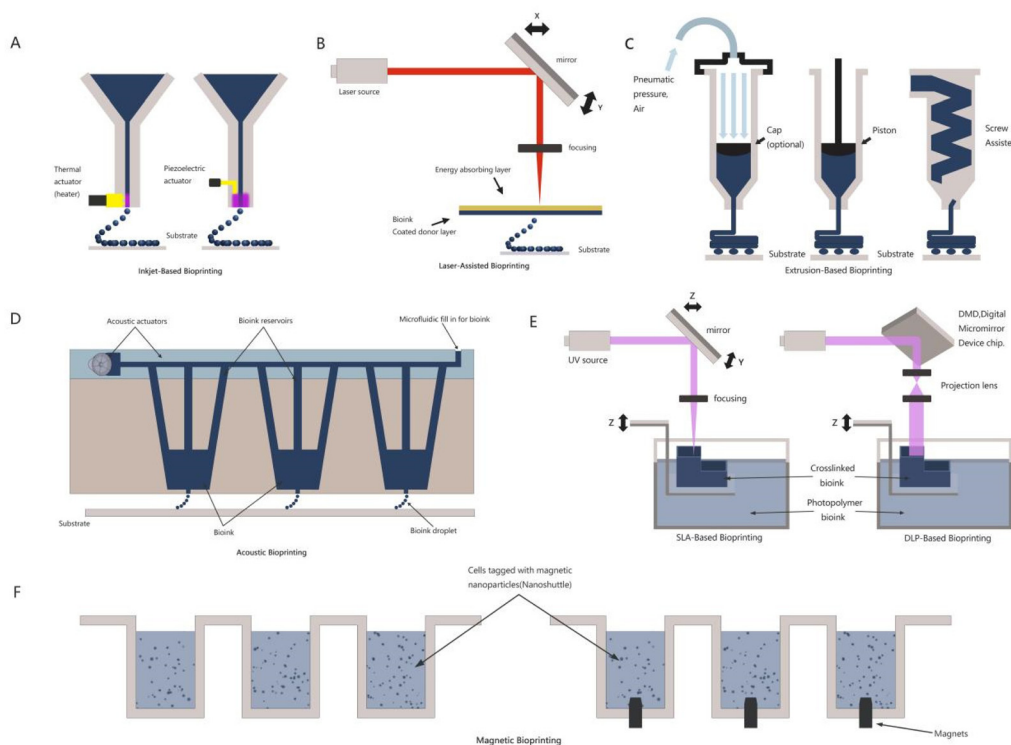 A
Thermal
actuator
(heater)
Piezoelectric
actuator
Substrate
Inkjet-Based Bioprinting
B
X
mirror
Laser source
Y
focusing
Energy absorbing layer
Bioink
Coated donor layer
Substrate
Laser-Assisted Bioprinting
C
Pneumatic
pressure,
Air
Cap
(optional)
Piston
Screw
Assiste
Substrate
Substrate
Extrusion-Based Bioprinting
D
Acoustic actuators
Bioink reservoirs
Microfluidic fill in for bioink
Substrate
Bioink
Bioink droplet
Acoustic Bioprinting
E
Z
mirror
UV source
Y
focusing
Z
DMD,Digital
Micromirror
Device chip.
Projection lens
Z
Crosslinked
bioink
Photopolymer
bioink
SLA-Based Bioprinting
DLP-Based Bioprinting
F
Cells tagged with magnetic
nanoparticles(Nanoshuttle)
Magnets
Magnetic Bioprinting